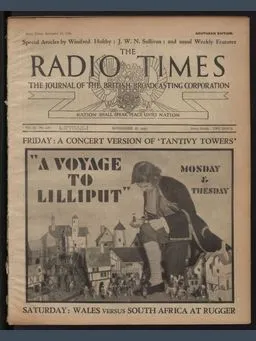 SOUTHERN EDITION.
Special Articles by Winifred Holtby : J. W. N. Sullivan : and usual Weekly Features
THE
RADIO TIMES
THE JOURNAL OF THE BRITISH BROADCASTING CORPORATION
NATION SHALL SPEAK PEACE UNTO NATION
FRIDAY: A CONCERT VERSION OF 'TANTIVY TOWERS'
"A VOYAGE
TO
LILLIPUT"
MONDAY
&
TUESDAY
SATURDAY: WALES VERSUS SOUTH AFRICA AT RUGGER